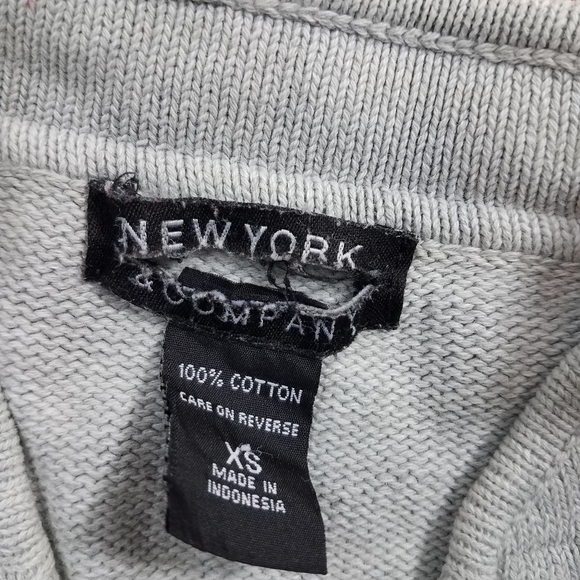 NEW YORK
& COMPANY
100% COTTON
CARE ON REVERSE
XS
MADE IN
INDONESIA